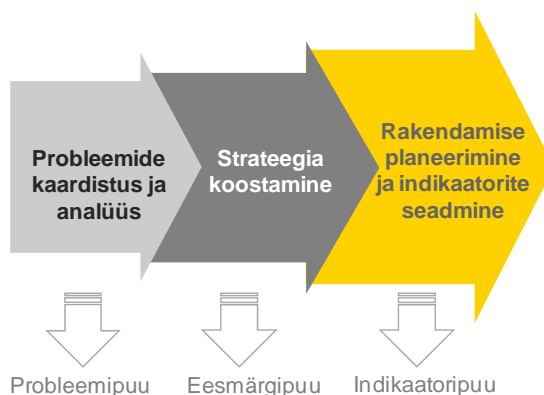 Probleemide
kaardistus ja
analüüs
Strateegia
koostamine
Rakendamise
planeerimine
ja indikaatorite
seadmine
Probleemipuu
Eesmärgipuu
Indikaatoripuu